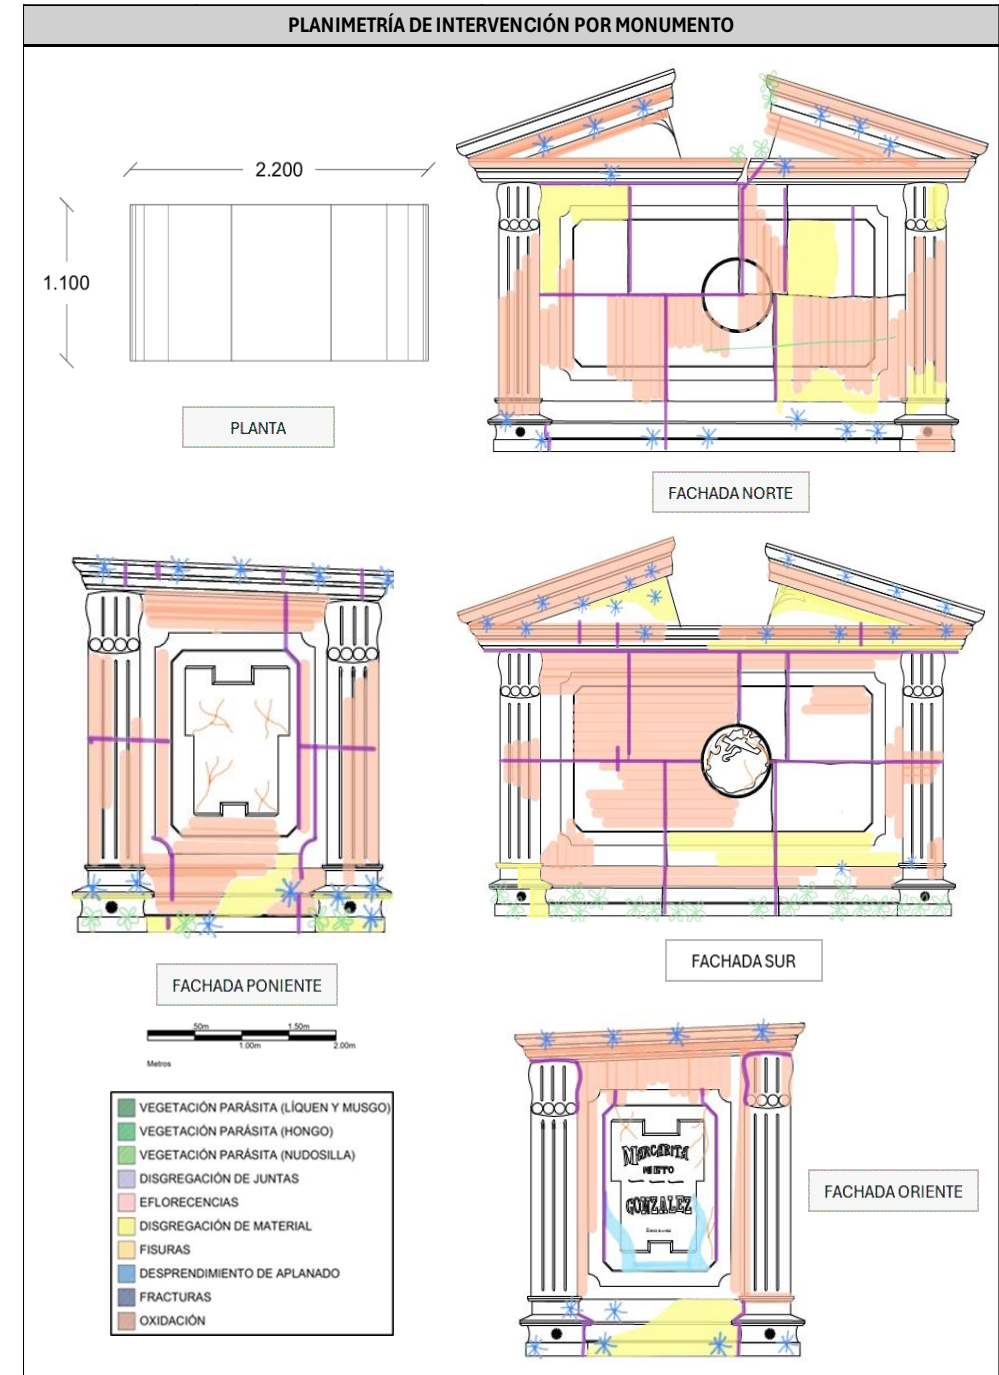 PLANIMETRÍA DE INTERVENCIÓN POR MONUMENTO
2.200
1.100
PLANTA
FACHADA NORTE
FACHADA PONIENTE
FACHADA SUR
50m 1.50m
1.00m 2.00m
Metros
MARGARITA
NIETO
GONZALEZ
FACHADA ORIENTE
VEGETACIÓN PARÁSITA (LÍQUEN Y MUSGO)
VEGETACIÓN PARÁSITA (HONGO)
VEGETACIÓN PARÁSITA (NUDOSILLA)
DISGREGACIÓN DE JUNTAS
EFLORECENCIAS
DISGREGACIÓN DE MATERIAL
FISURAS
DESPRENDIMIENTO DE APLANADO
FRACTURAS
OXIDACIÓN